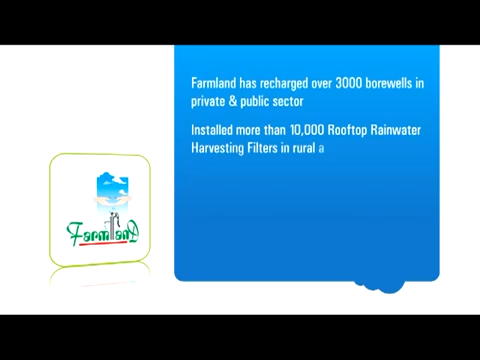 Farmland has recharged over 3000 borewells in
private & public sector
Installed more than 10,000 Rooftop Rainwater
Harvesting Filters in rural a
FarmlanD